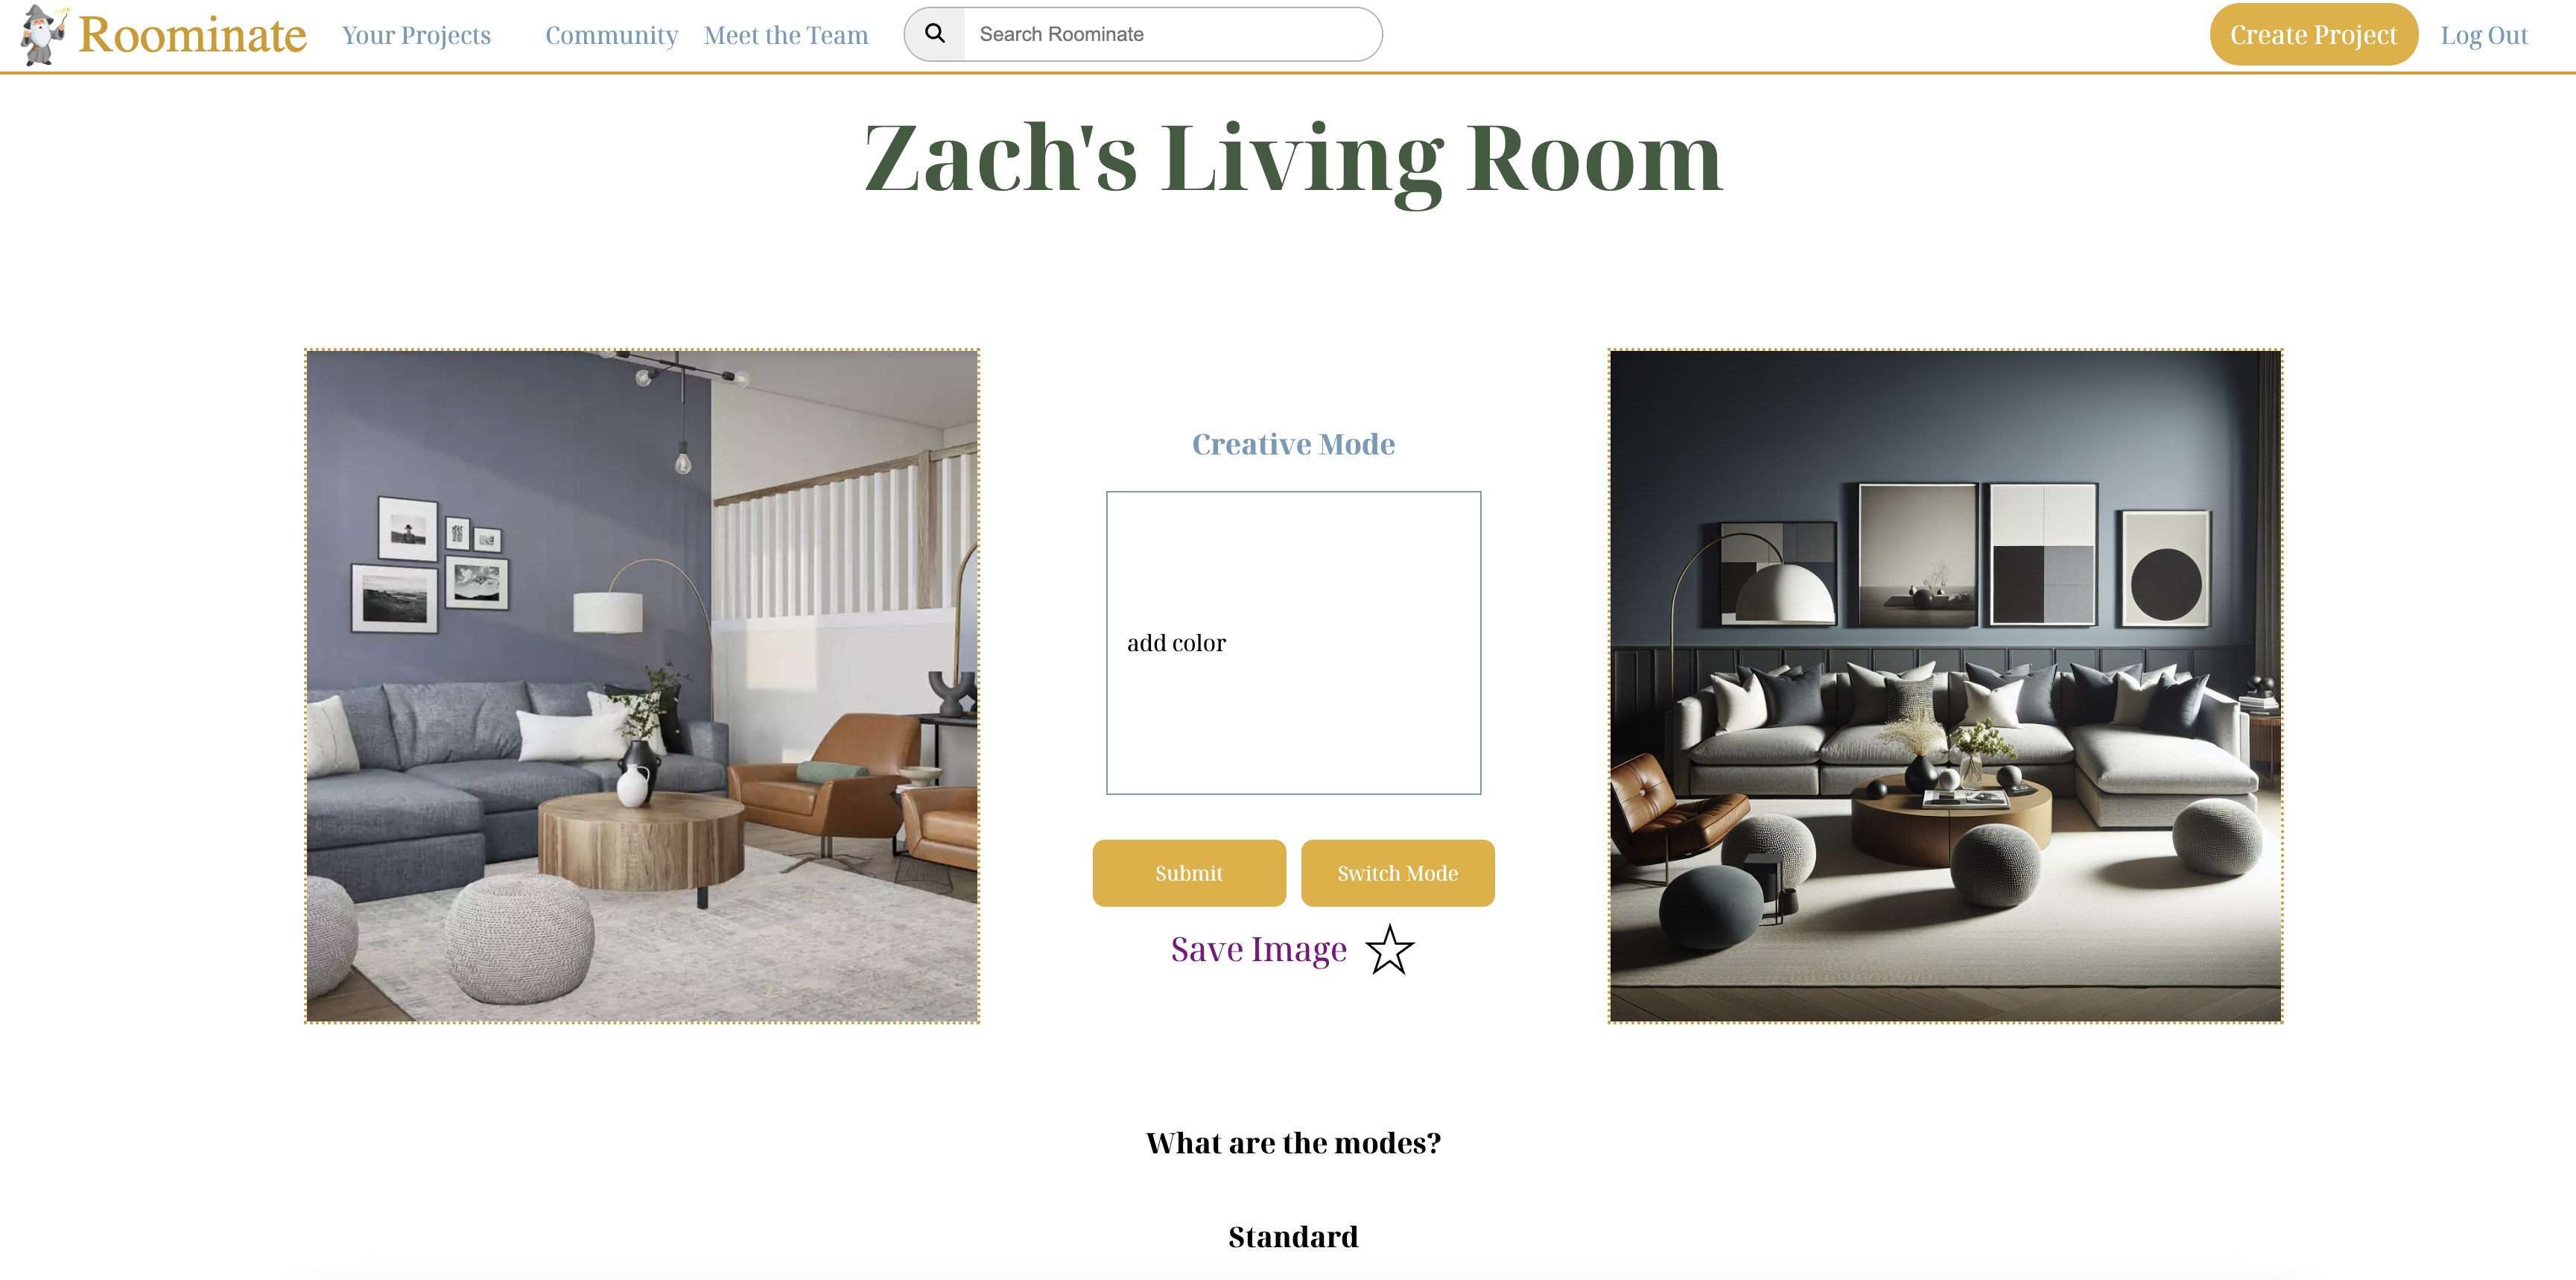 Roominate Your Projects Community Meet the Team Search Roominate Create Project Log Out
Zach's Living Room
Creative Mode
add color
Submit Switch Mode
Save Image
What are the modes?
Standard